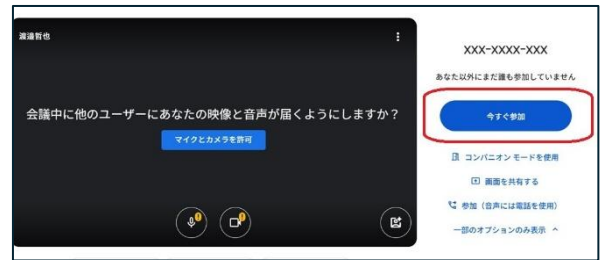 渡邉哲也
会議中に他のユーザーにあなたの映像と音声が届くようにしますか？
マイクとカメラを許可
xxx-xxxx-xxx
あなた以外にまだ誰も参加していません
今すぐ参加
コンパニオン モードを使用
画面を共有する
参加（音声には電話を使用）
一部のオプションのみ表示